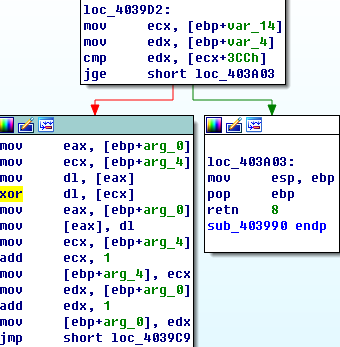 loc_4039D2:
mov ecx, [ebp+var_14]
mov edx, [ebp+var_4]
cmp edx, [ecx+3CCh]
jge short loc_403A03
mov eax, [ebp+arg_0]
mov ecx, [ebp+arg_4]
mov dl, [eax]
xor dl, [ecx]
mov eax, [ebp+arg_0]
mov [eax], dl
mov ecx, [ebp+arg_4]
add ecx, 1
mov [ebp+arg_4], ecx
mov edx, [ebp+arg_0]
add edx, 1
mov [ebp+arg_0], edx
jmp short loc_4039C9
loc_403A03:
mov esp, ebp
pop ebp
retn 8
sub_403990 endp